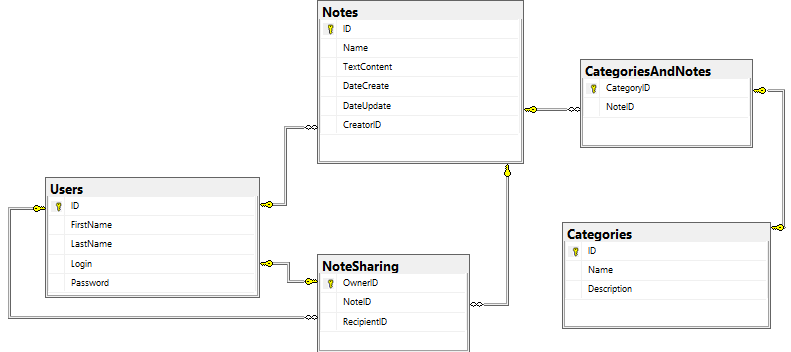 Notes
ID
Name
TextContent
DateCreate
DateUpdate
CreatorID
CategoriesAndNotes
CategoryID
NoteID
Users
ID
FirstName
LastName
Login
Password
NoteSharing
OwnerID
NoteID
RecipientID
Categories
ID
Name
Description